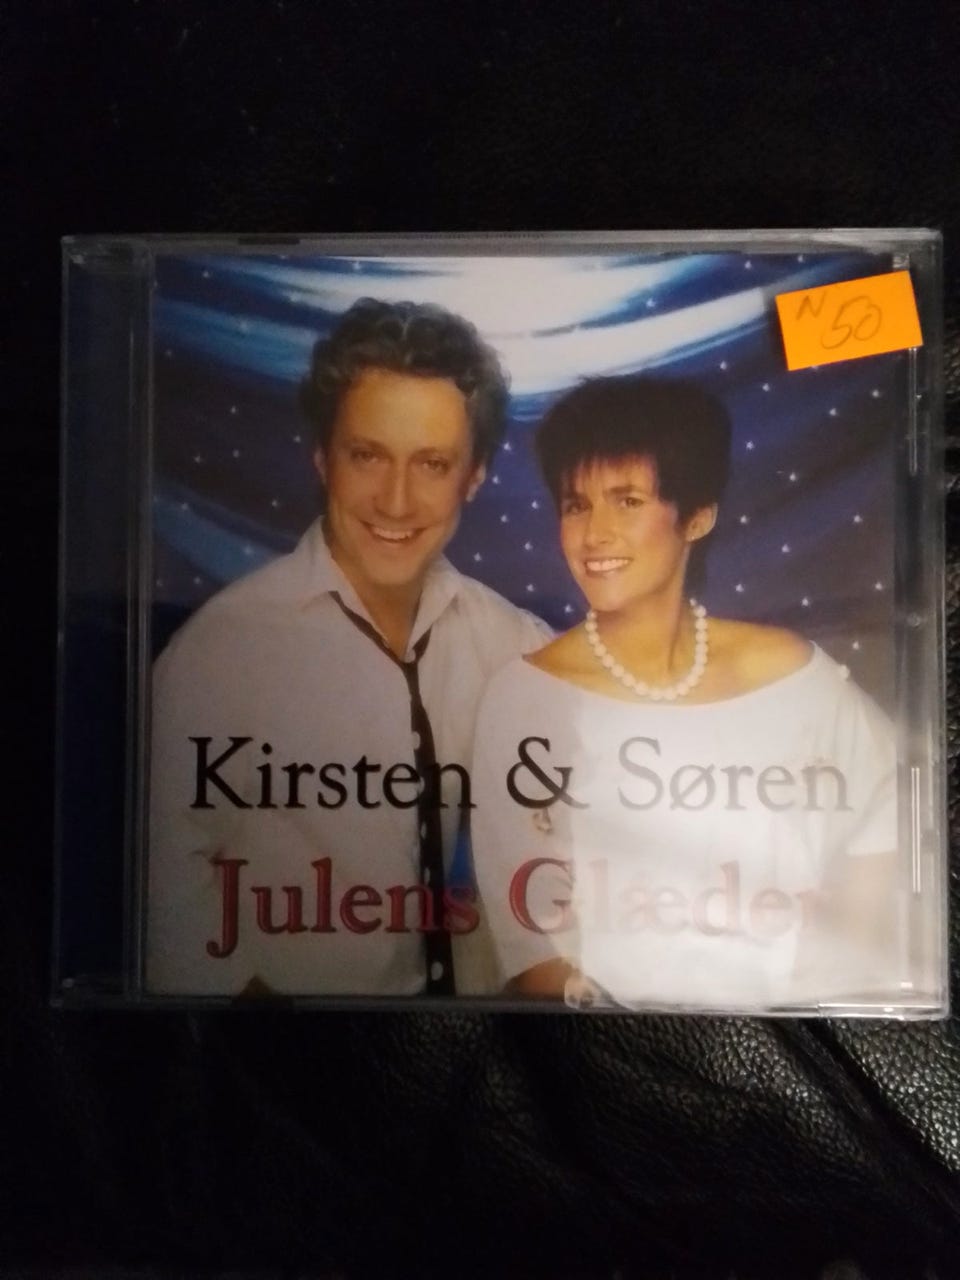 N 50
Kirsten & Søren
Julens Glæder